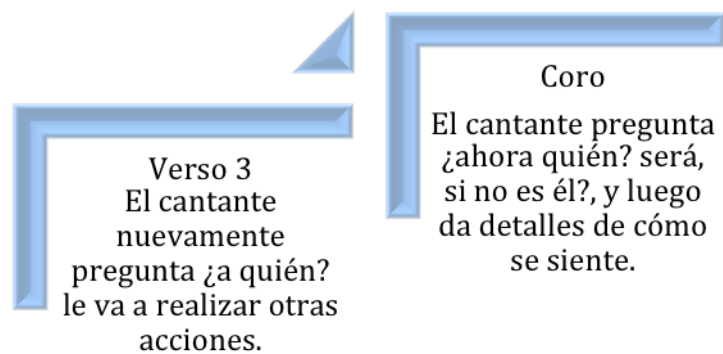 Verso 3
El cantante
nuevamente
pregunta ¿a quién?
le va a realizar otras
acciones.
Coro
El cantante pregunta
¿ahora quién? será,
si no es él?, y luego
da detalles de cómo
se siente.